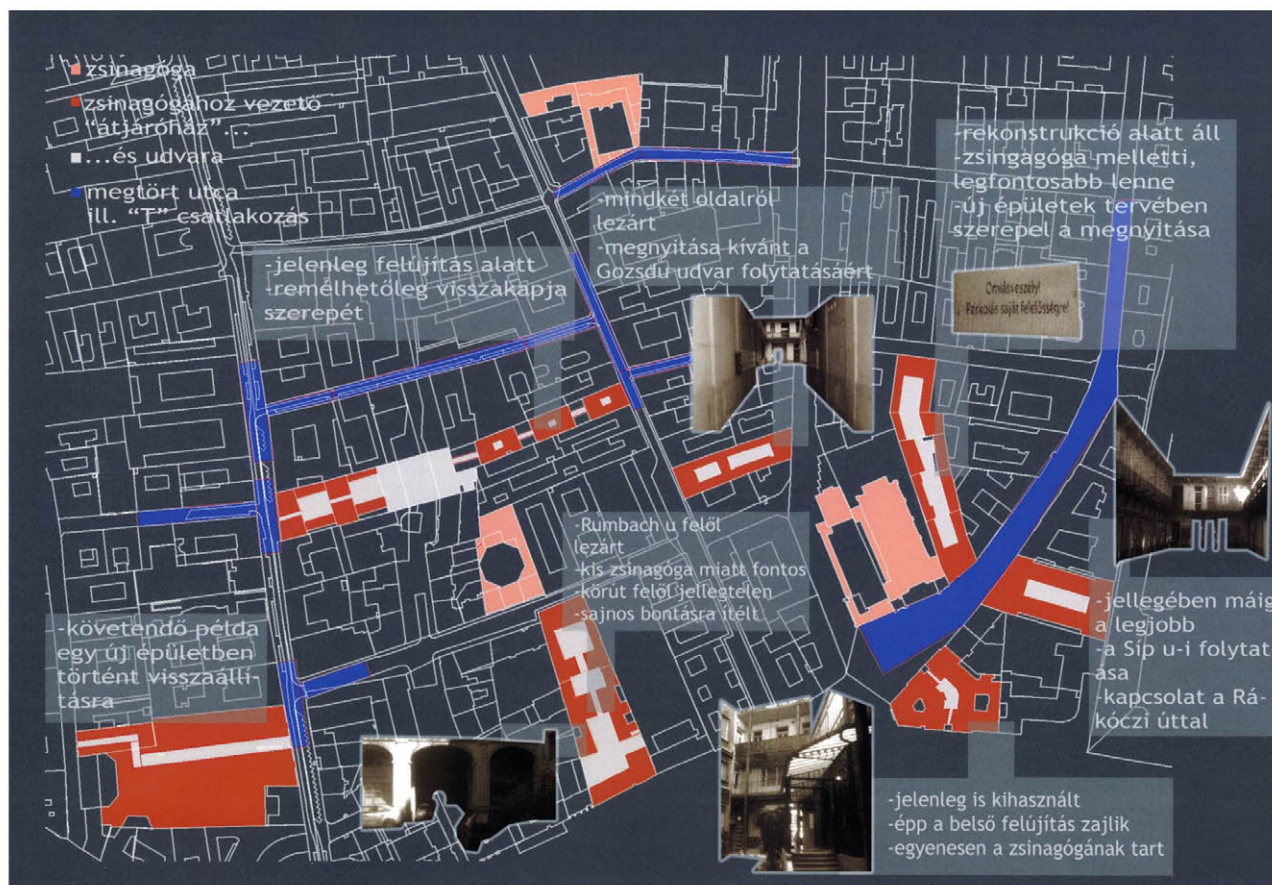 zsinagóga
zsinagógához vezető
"átjáróház"...
...és udvara
megtört utca
ill. "T" csatlakozás
-jelenleg felújítás alatt
-remélhetőleg visszakapja
szerepét
-mindkét oldalról
lezárt
-megnyitása kívánt a
Gozsdu udvar folytatásáért
-rekonstrukció alatt áll
-zsingagóga melletti,
legfontosabb lenne
-új épületek tervében
szerepel a megnyitása
Omlásveszély!
Parkolás saját felelősségre!
-Rumbach u felől
lezárt
-kis zsinagóga miatt fontos
-körút felől jellegtelen
-sajnos bontásra ítélt
-követendő példa
egy új épületben
történt visszaállí-
tásra
-jellegében máig
a legjobb
-a Síp u-i folytat
ása
-kapcsolat a Rá-
kóczi úttal
-jelenleg is kihasznált
-épp a belső felújítás zajlik
-egyenesen a zsinagógának tart